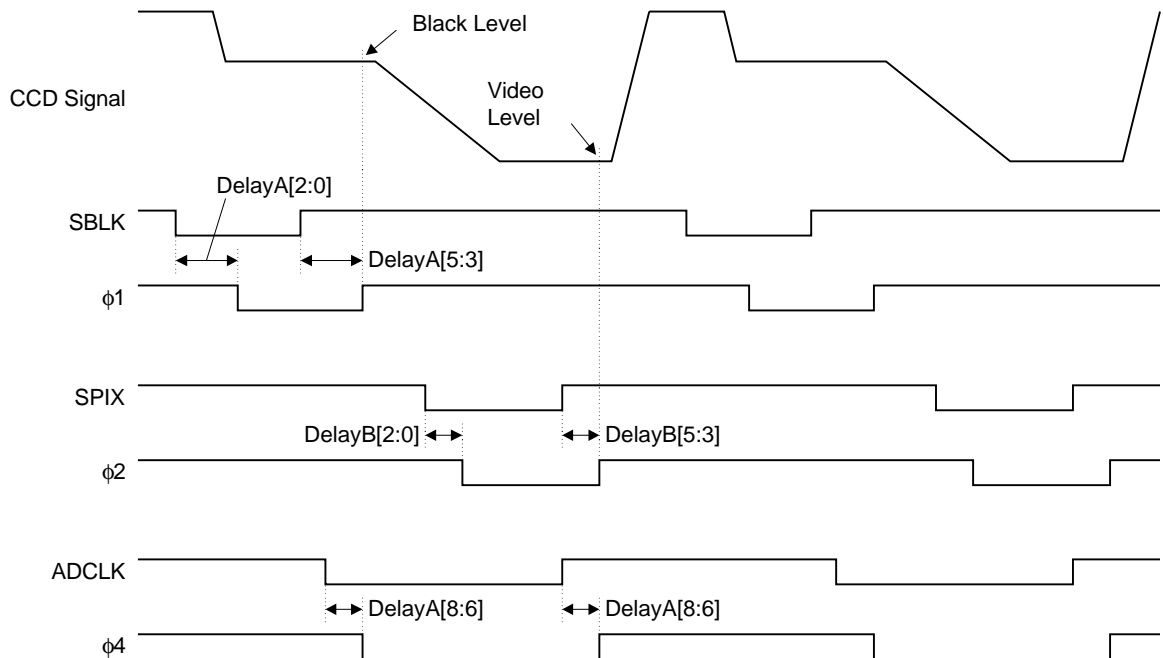 Black Level
CCD Signal
Video
Level
DelayA[2:0]
SBLK
DelayA[5:3]
ϕ1
SPIX
DelayB[2:0]
DelayB[5:3]
ϕ2
ADCLK
DelayA[8:6]
DelayA[8:6]
ϕ4